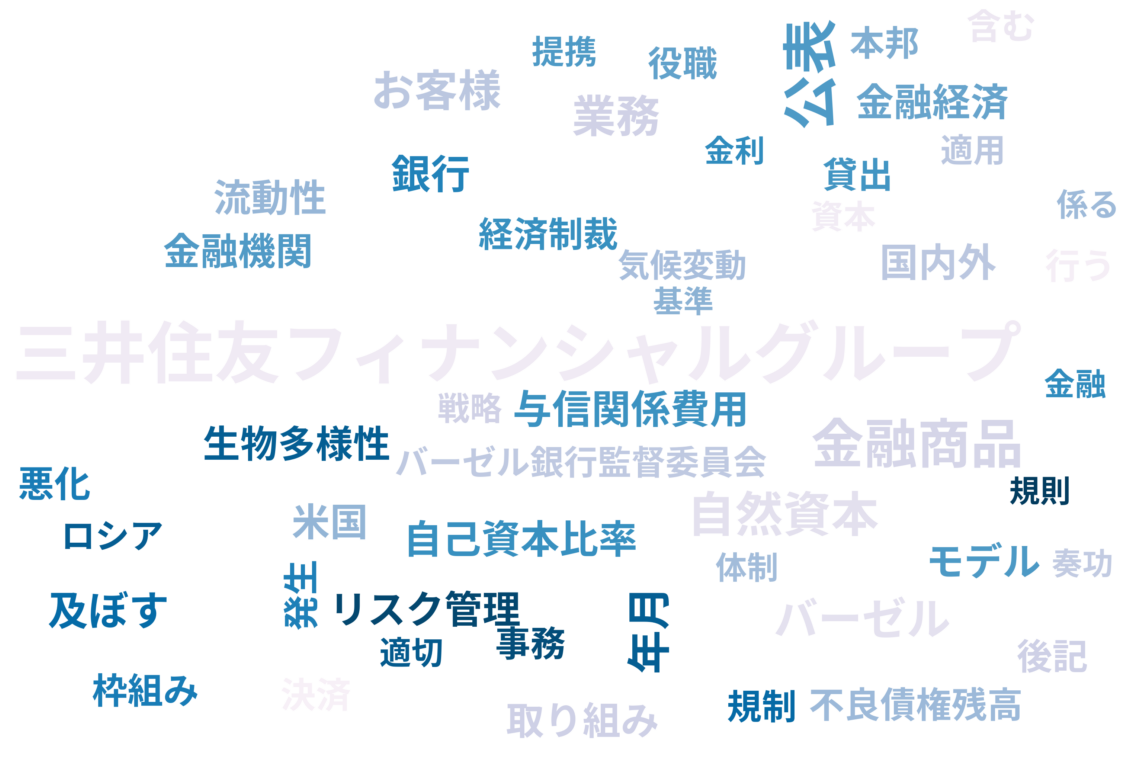 含む
提携
役職
公表
本邦
お客様
業務
金融経済
金利
適用
銀行
貸出
流動性
資本
係る
経済制裁
金融機関
気候変動
国内外
行う
基準
三井住友フィナンシャルグループ
金融
戦略
与信関係費用
生物多様性
金融商品
バーゼル銀行監督委員会
悪化
規則
自然資本
米国
ロシア
自己資本比率
体制
モデル
奏功
発生
及ぼす
リスク管理
年月
バーゼル
事務
適切
後記
枠組み
決済
規制
不良債権残高
取り組み